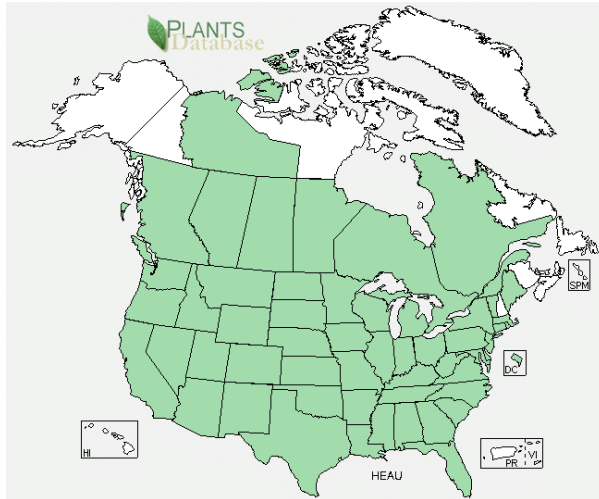 PLANTS
Database
SPM
DC
HI
PR
VI
HEAU